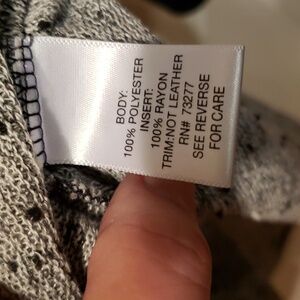 BODY:
100% POLYESTER
INSERT:
100% RAYON
TRIM:NOT LEATHER
RN# 73277
SEE REVERSE
FOR CARE